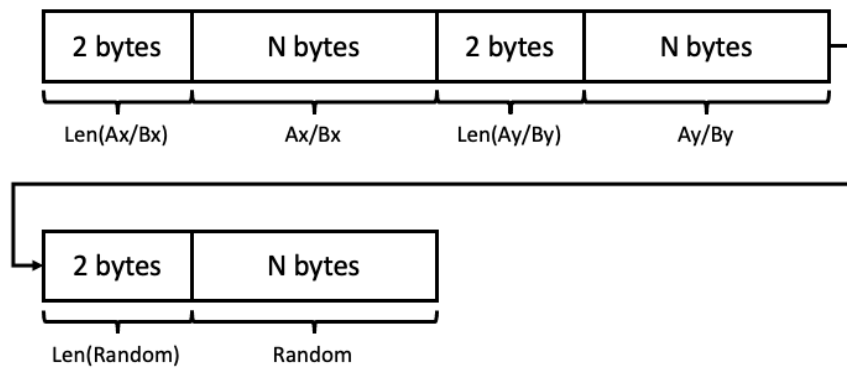 2 bytes N bytes 2 bytes N bytes
Len(Ax/Bx) Ax/Bx Len(Ay/By) Ay/By
2 bytes N bytes
Len(Random) Random